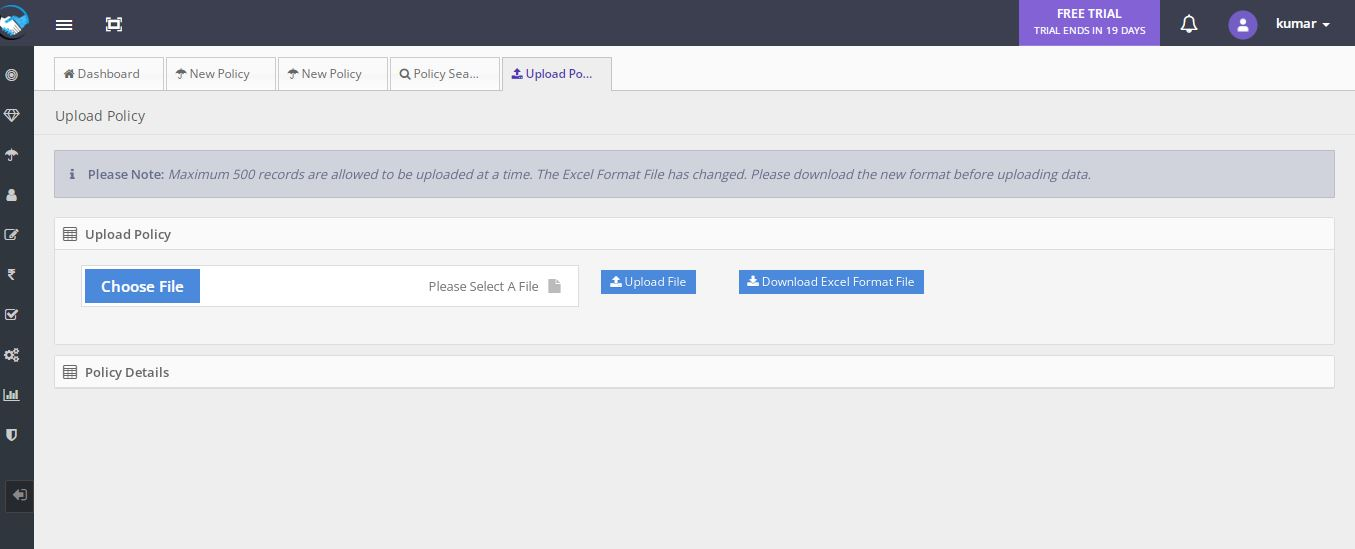 FREE TRIAL
TRIAL ENDS IN 19 DAYS
kumar
Dashboard
New Policy
New Policy
Policy Sea...
Upload Po...
Upload Policy
Please Note: Maximum 500 records are allowed to be uploaded at a time. The Excel Format File has changed. Please download the new format before uploading data.
Upload Policy
Choose File
Please Select A File
Upload File
Download Excel Format File
Policy Details